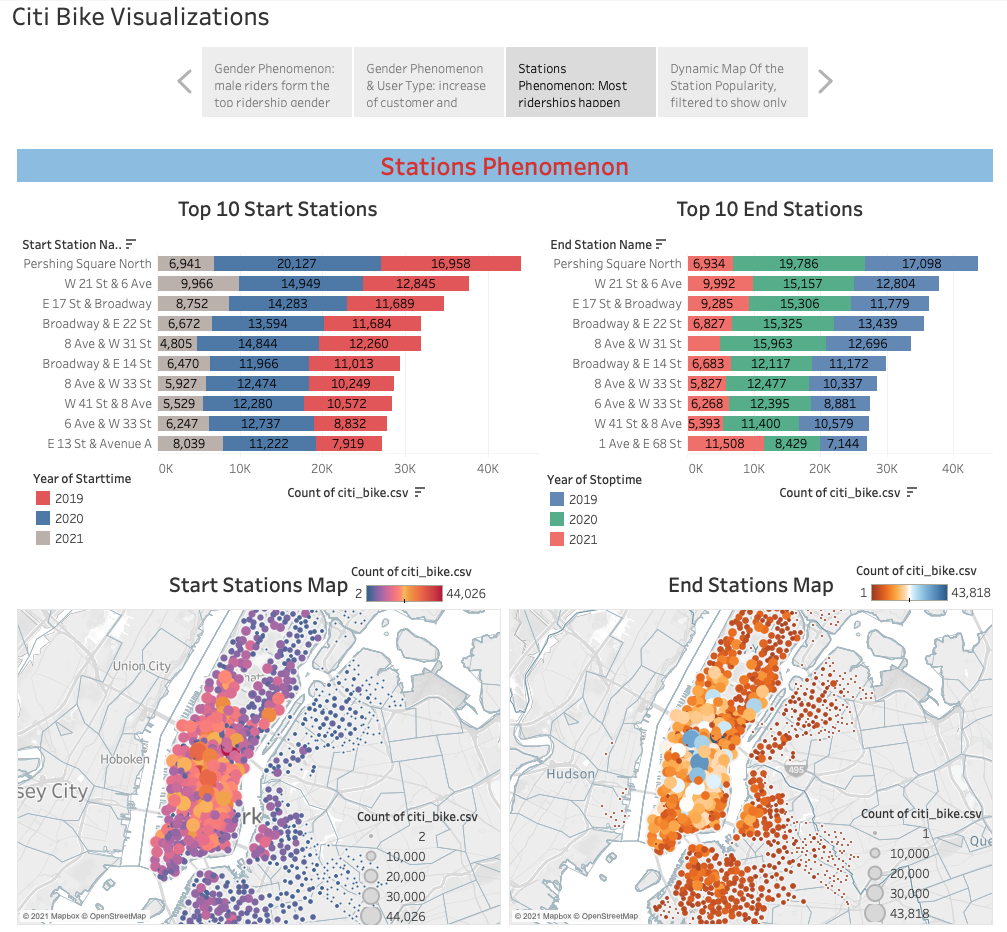 Citi Bike Visualizations
Gender Phenomenon:
male riders form the
top ridership gender
Gender Phenomenon
& User Type: increase
of customer and
Stations
Phenomenon: Most
riderships happen
Dynamic Map Of the
Station Popularity,
filtered to show only
Stations Phenomenon
Top 10 Start Stations
Start Station Na..
Pershing Square North 6,941 20,127 16,958
W 21 St & 6 Ave 9,966 14,949 12,845
E 17 St & Broadway 8,752 14,283 11,689
Broadway & E 22 St 6,672 13,594 11,684
8 Ave & W 31 St 4,805 14,844 12,260
Broadway & E 14 St 6,470 11,966 11,013
8 Ave & W 33 St 5,927 12,474 10,249
W 41 St & 8 Ave 5,529 12,280 10,572
6 Ave & W 33 St 6,247 12,737 8,832
E 13 St & Avenue A 8,039 11,222 7,919
0K 10K 20K 30K 40K
Count of citi_bike.csv
Year of Starttime
2019
2020
2021
Top 10 End Stations
End Station Name
Pershing Square North 6,934 19,786 17,098
W 21 St & 6 Ave 9,992 15,157 12,804
E 17 St & Broadway 9,285 15,306 11,779
Broadway & E 22 St 6,827 15,325 13,439
8 Ave & W 31 St 15,963 12,696
Broadway & E 14 St 6,683 12,117 11,172
8 Ave & W 33 St 5,827 12,477 10,337
6 Ave & W 33 St 6,268 12,395 8,881
W 41 St & 8 Ave 5,393 11,400 10,579
1 Ave & E 68 St 11,508 8,429 7,144
0K 10K 20K 30K 40K
Count of citi_bike.csv
Year of Stoptime
2019
2020
2021
Start Stations Map
Count of citi_bike.csv
2 44,026
Union City
Hoboken
sey City
rk
Count of citi_bike.csv
2
10,000
20,000
30,000
44,026
© 2021 Mapbox © OpenStreetMap
End Stations Map
Count of citi_bike.csv
1 43,818
Hudson
495
Que
Count of citi_bike.csv
1
10,000
20,000
30,000
43,818
© 2021 Mapbox © OpenStreetMap